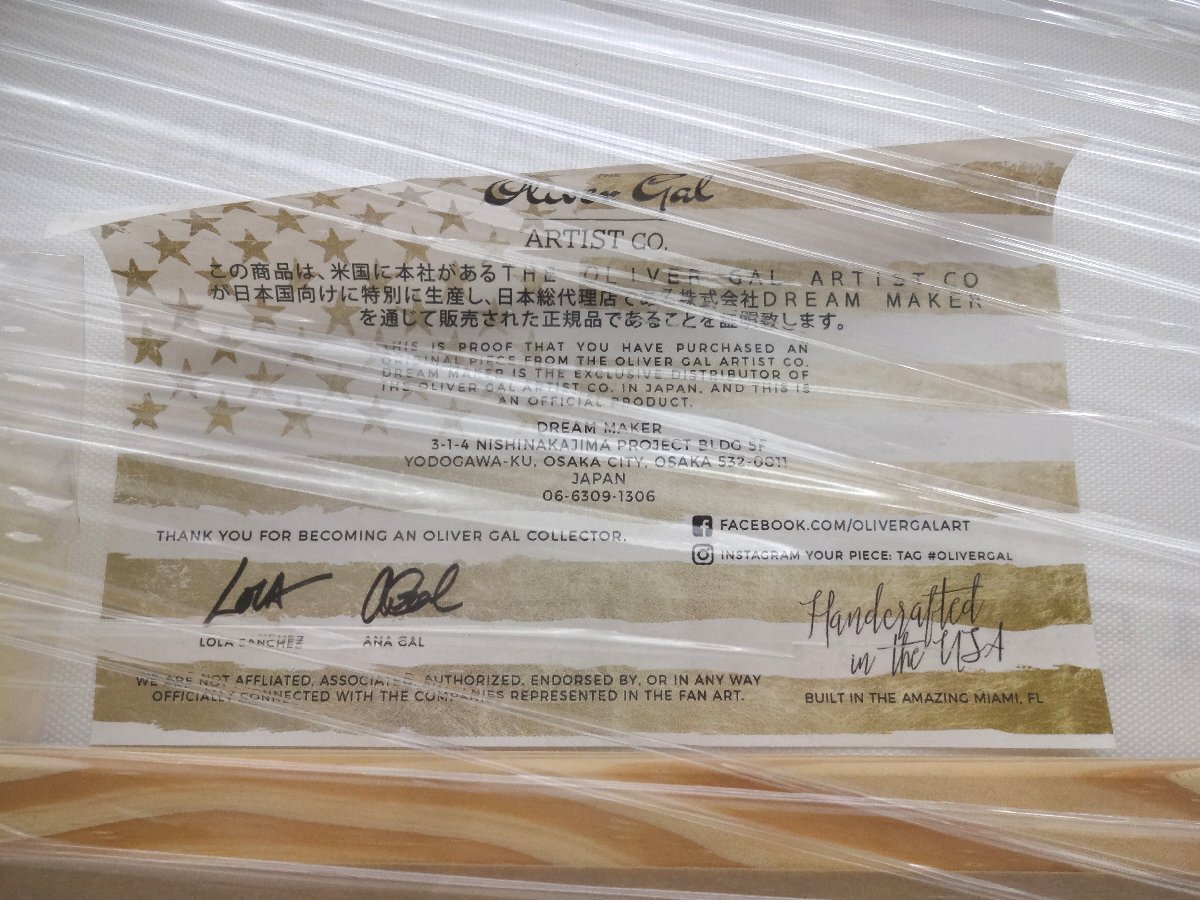 THE
Oliver Gal
ARTIST CO.
この商品は、米国に本社があるTHE OLIVER GAL ARTIST CO
が日本国向けに特別に生産し、日本総代理店である株式会社DREAM MAKER
を通じて販売された正規品であることを証明致します。
THIS IS PROOF THAT YOU HAVE PURCHASED AN
ORIGINAL PIECE FROM THE OLIVER GAL ARTIST CO.
DREAM MAKER IS THE EXCLUSIVE DISTRIBUTOR OF
THE OLIVER GAL ARTIST CO. IN JAPAN. AND THIS IS
AN OFFICIAL PRODUCT.
DREAM MAKER
3-1-4 NISHINAKAJIMA PROJECT BLDG 5F
YODOGAWA-KU, OSAKA CITY, OSAKA 532-0011
JAPAN
06-6309-1306
THANK YOU FOR BECOMING AN OLIVER GAL COLLECTOR.
FACEBOOK.COM/OLIVERGALART
INSTAGRAM YOUR PIECE: TAG #OLIVERGAL
LOLA
LOLA SANCHEZ
ANA GAL
Handcrafted
in the USA
BUILT IN THE AMAZING MIAMI, FL
WE ARE NOT AFFLIATED, ASSOCIATED, AUTHORIZED, ENDORSED BY, OR IN ANY WAY
OFFICIALLY CONNECTED WITH THE COMPANIES REPRESENTED IN THE FAN ART.